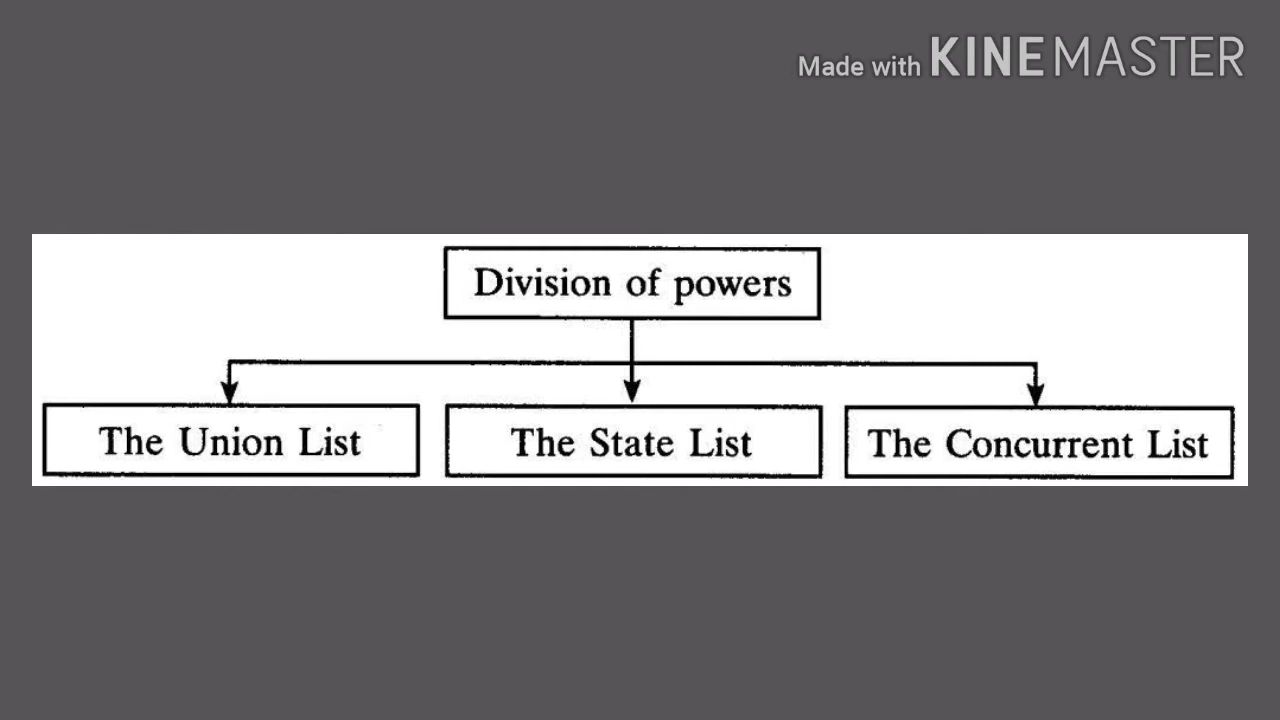 Made with KINEMASTER
Division of powers
The Union List
The State List
The Concurrent List